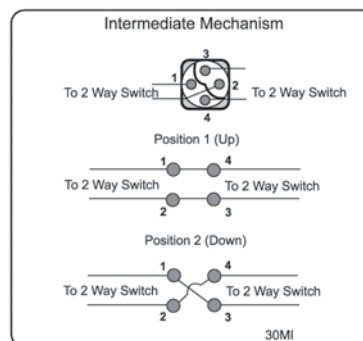 Intermediate Mechanism
3
1 2
To 2 Way Switch To 2 Way Switch
4
Position 1 (Up)
1 4
To 2 Way Switch To 2 Way Switch
2 3
Position 2 (Down)
1 4
To 2 Way Switch To 2 Way Switch
2 3
30MI